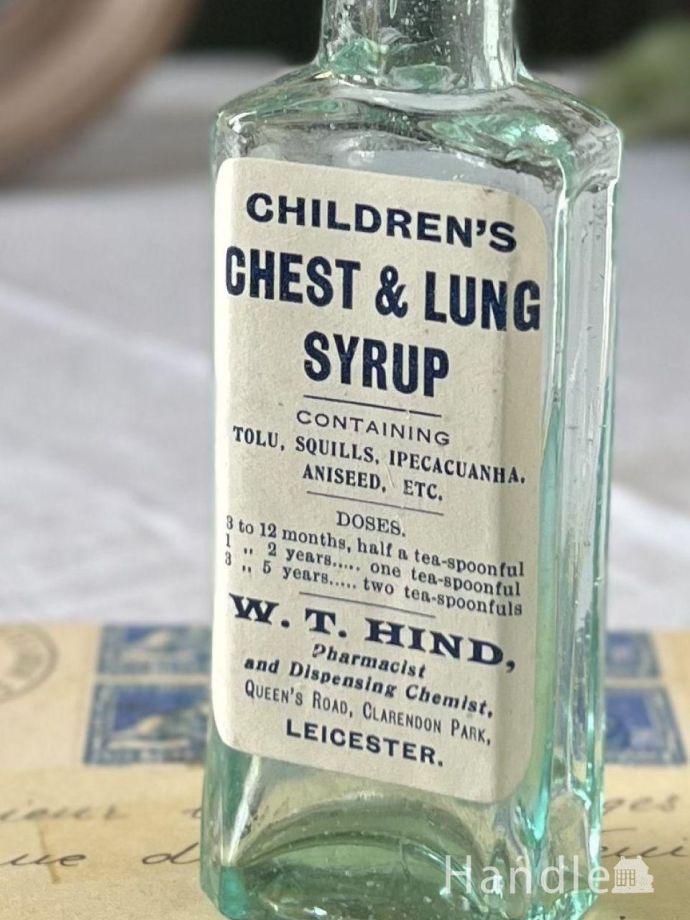 CHILDREN'S
CHEST & LUNG
SYRUP
CONTAINING
TOLU, SQUILLS, IPECACUANHA.
ANISEED, ETC.
DOSES.
3 to 12 months, half a tea-spoonful
1 ,, 2 years..... one tea-spoonful
3 ,, 5 years..... two tea-spoonfuls
W. T. HIND,
Pharmacist
and Dispensing Chemist,
QUEEN'S ROAD, CLARENDON PARK,
LEICESTER.
Handle